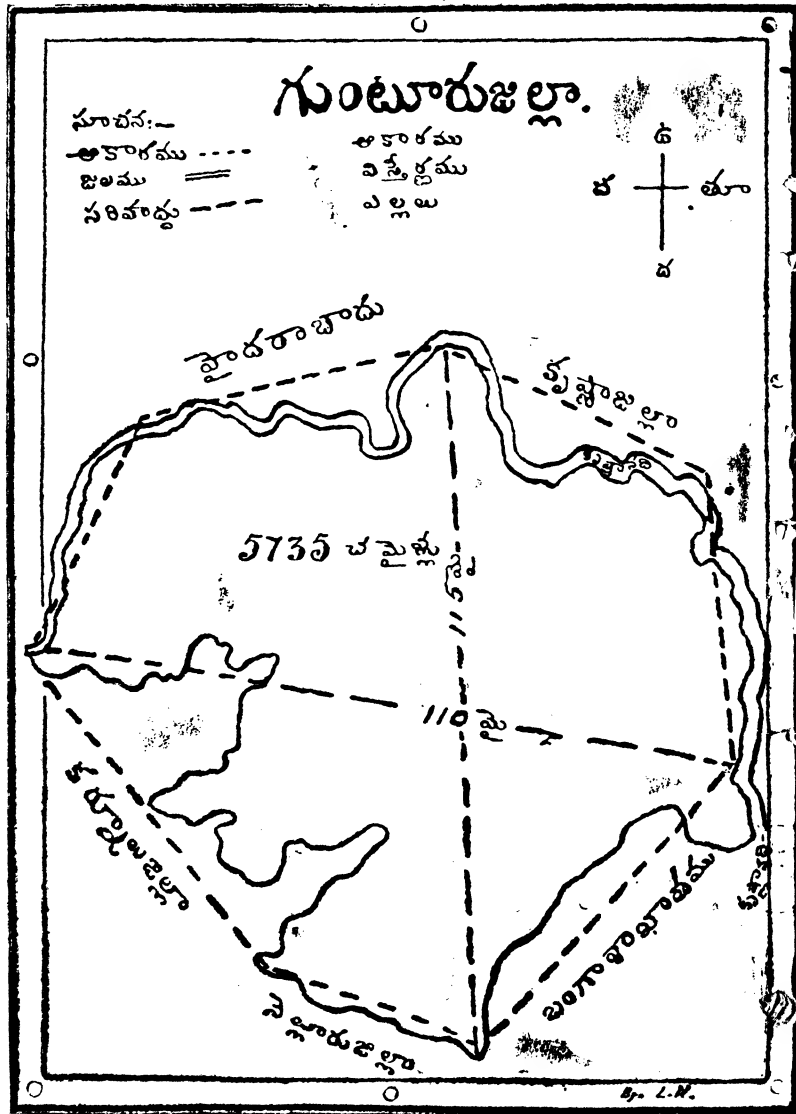 గుంటూరుజిల్లా.
సూచన:-
ఆకారము
జలము
సరిహద్దు
ఆకారము
విస్తీర్ణము
ఎల్లలు
ఉ
ప తూ
ద
హైదరాబాదు
కృష్ణాజిల్లా
కృష్ణానది
5735 చ మైళ్లు
115 మై
110 మై
కర్నూలుజిల్లా
నెల్లూరుజిల్లా
బంగాళాఖాతము
కృష్ణానది
By. L.H.